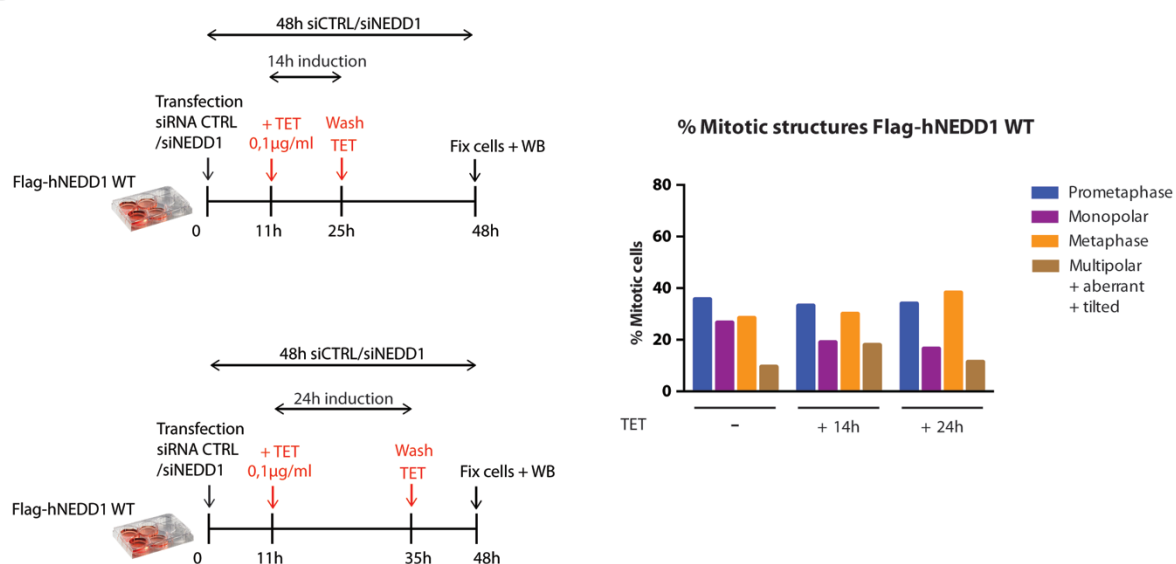 48h siCTRL/siNEDD1
14h induction
Transfection
siRNA CTRL
/siNEDD1
+ TET
0,1µg/ml
Wash
TET
Fix cells + WB
Flag-hNEDD1 WT
0
11h
25h
48h
48h siCTRL/siNEDD1
24h induction
Transfection
siRNA CTRL
/siNEDD1
+ TET
0,1µg/ml
Wash
TET
Fix cells + WB
Flag-hNEDD1 WT
0
11h
35h
48h
% Mitotic structures Flag-hNEDD1 WT
% Mitotic cells
80
60
40
20
0
TET
–
+ 14h
+ 24h
Prometaphase
Monopolar
Metaphase
Multipolar
+ aberrant
+ tilted